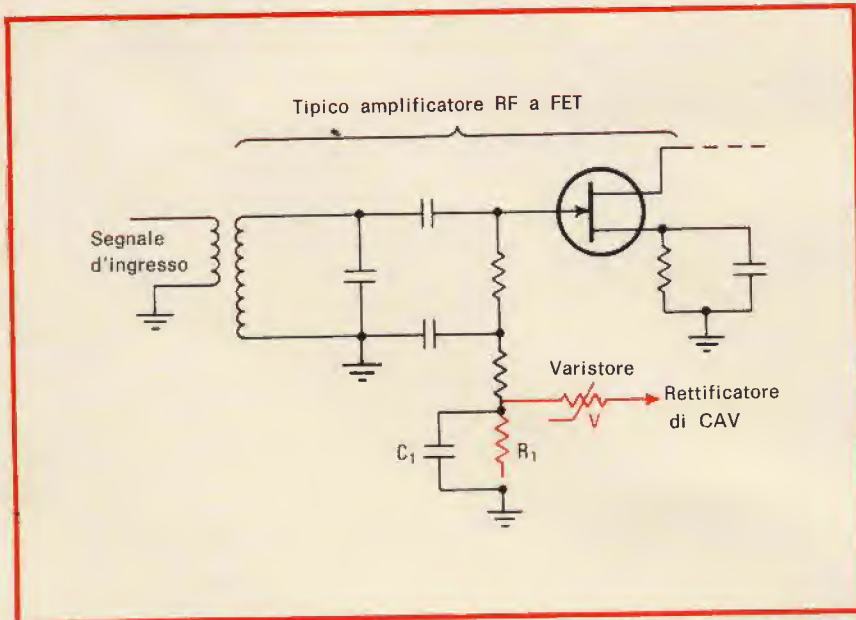 Tipico amplificatore RF a FET
Segnale
d'ingresso
Varistore
Rettificatore
di CAV
V
C₁
R₁